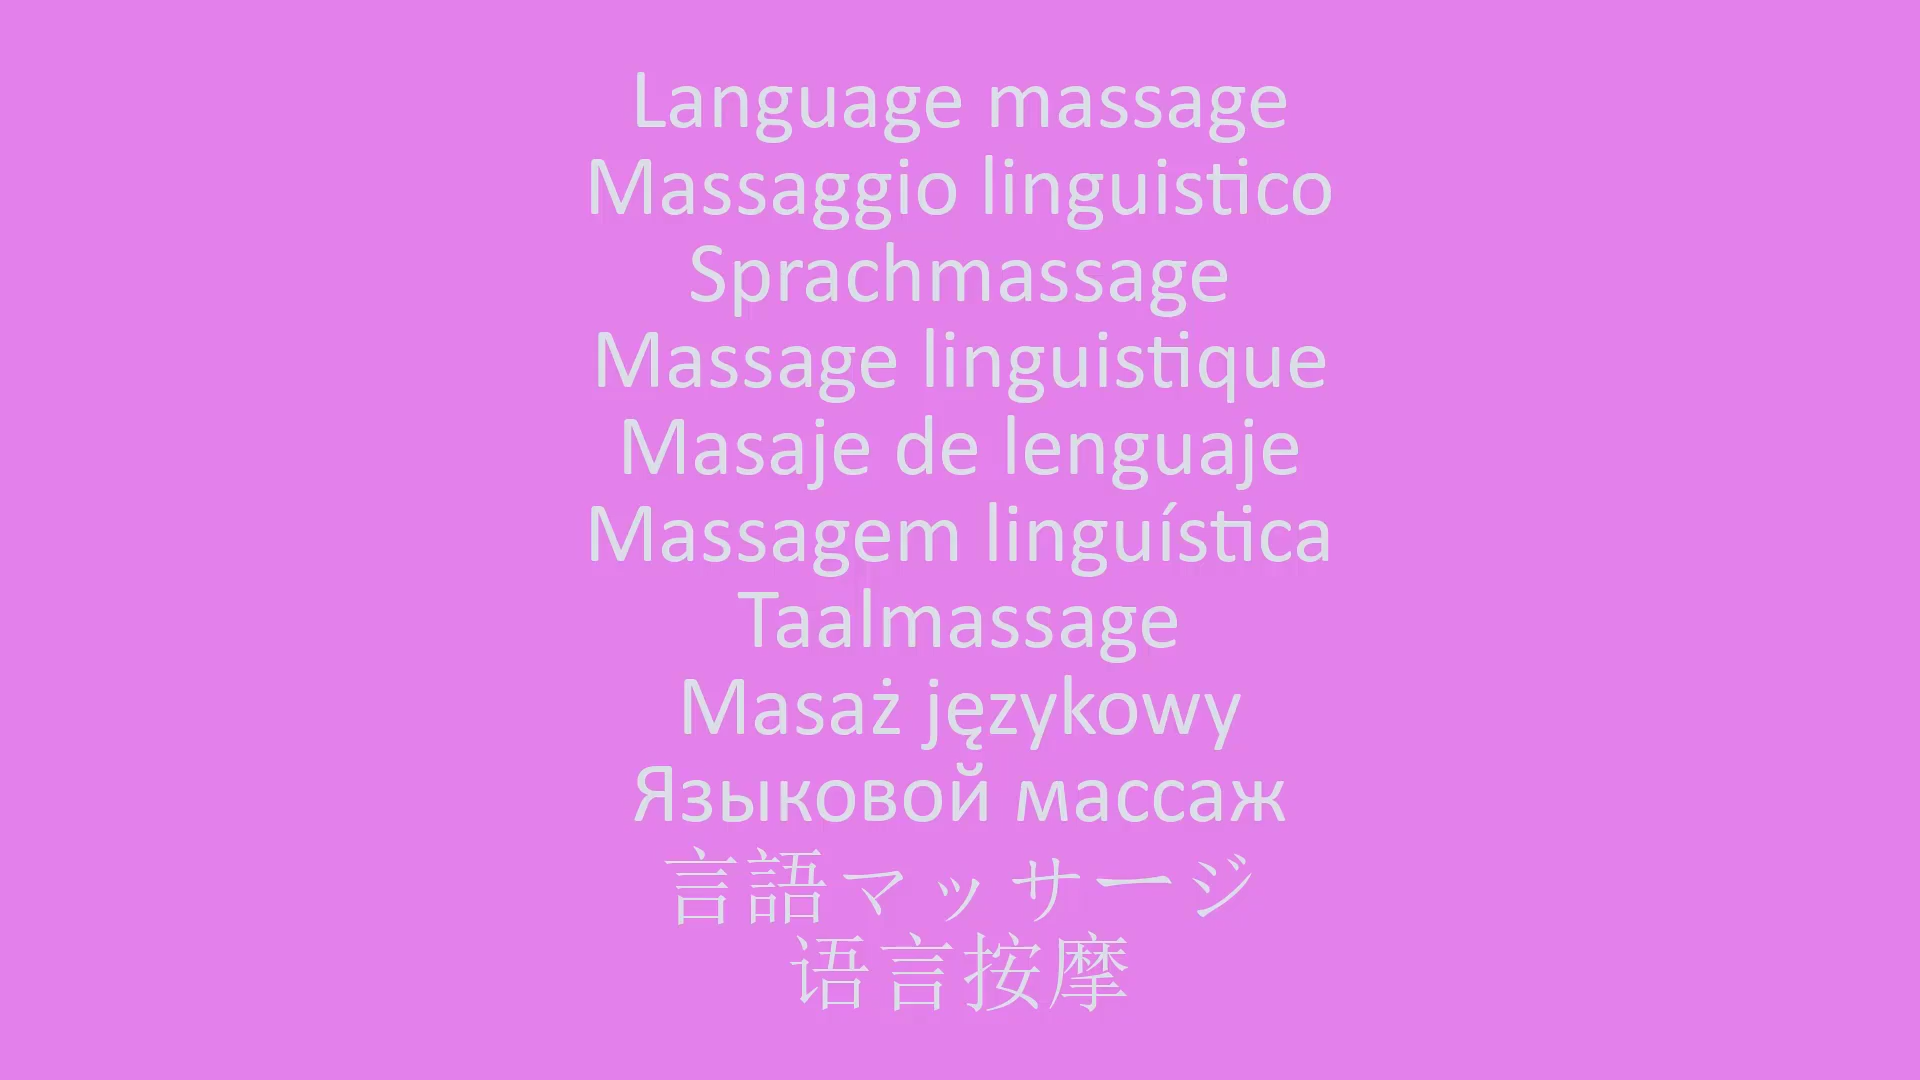 Language massage
Massaggio linguistico
Sprachmassage
Massage linguistique
Masaje de lenguaje
Massagem linguística
Taalmassage
Masaż językowy
Языковой массаж
言語マッサージ
语言按摩